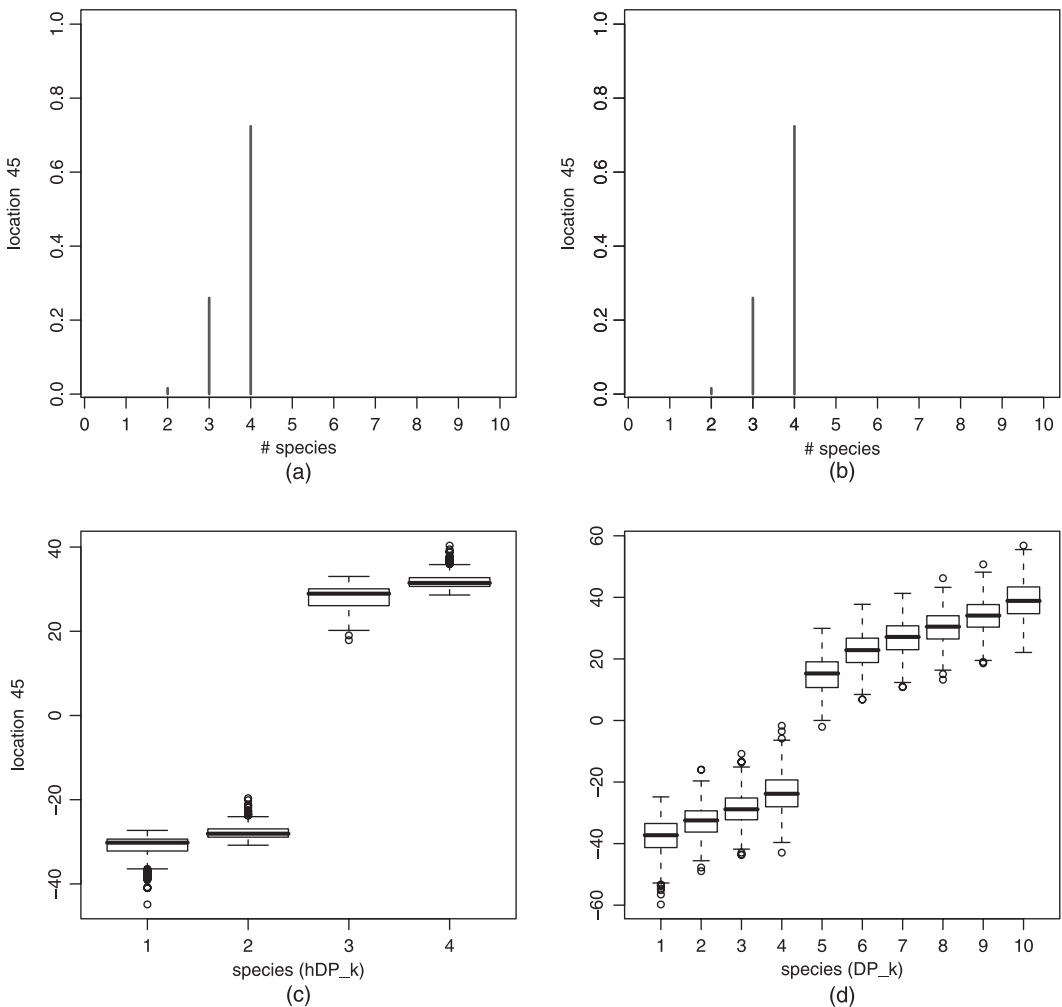 1.0
0.8
0.6
0.4
0.2
0.0
location 45
0 1 2 3 4 5 6 7 8 9 10
# species
(a)
1.0
0.8
0.6
0.4
0.2
0.0
location 45
0 1 2 3 4 5 6 7 8 9 10
# species
(b)
40
20
0
−20
−40
location 45
1 2 3 4
species (hDP_k)
(c)
60
40
20
0
−20
−40
−60
1 2 3 4 5 6 7 8 9 10
species (DP_k)
(d)